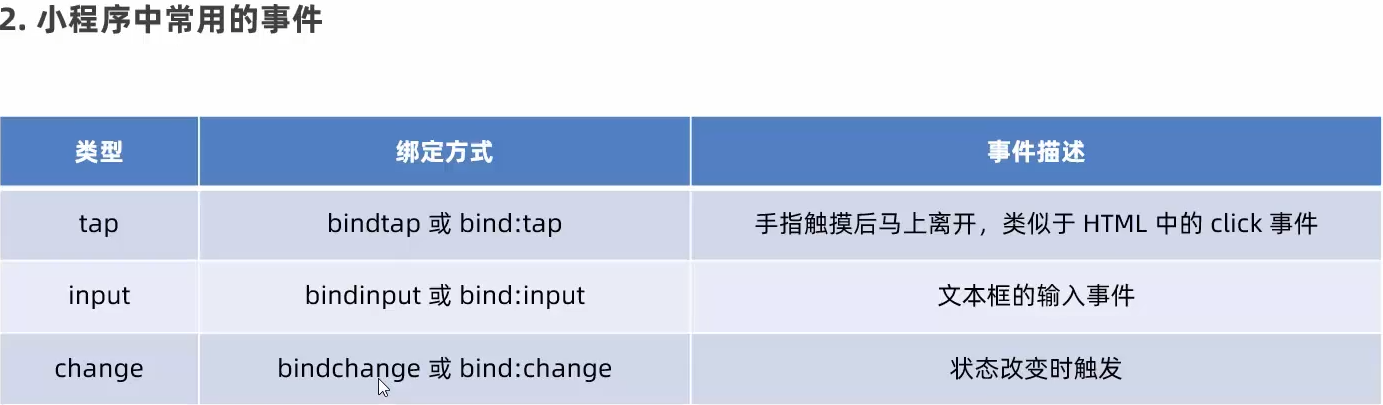 2. 小程序中常用的事件
类型 绑定方式 事件描述
tap bindtap 或 bind:tap 手指触摸后马上离开，类似于 HTML 中的 click 事件
input bindinput 或 bind:input 文本框的输入事件
change bindchange 或 bind:change 状态改变时触发